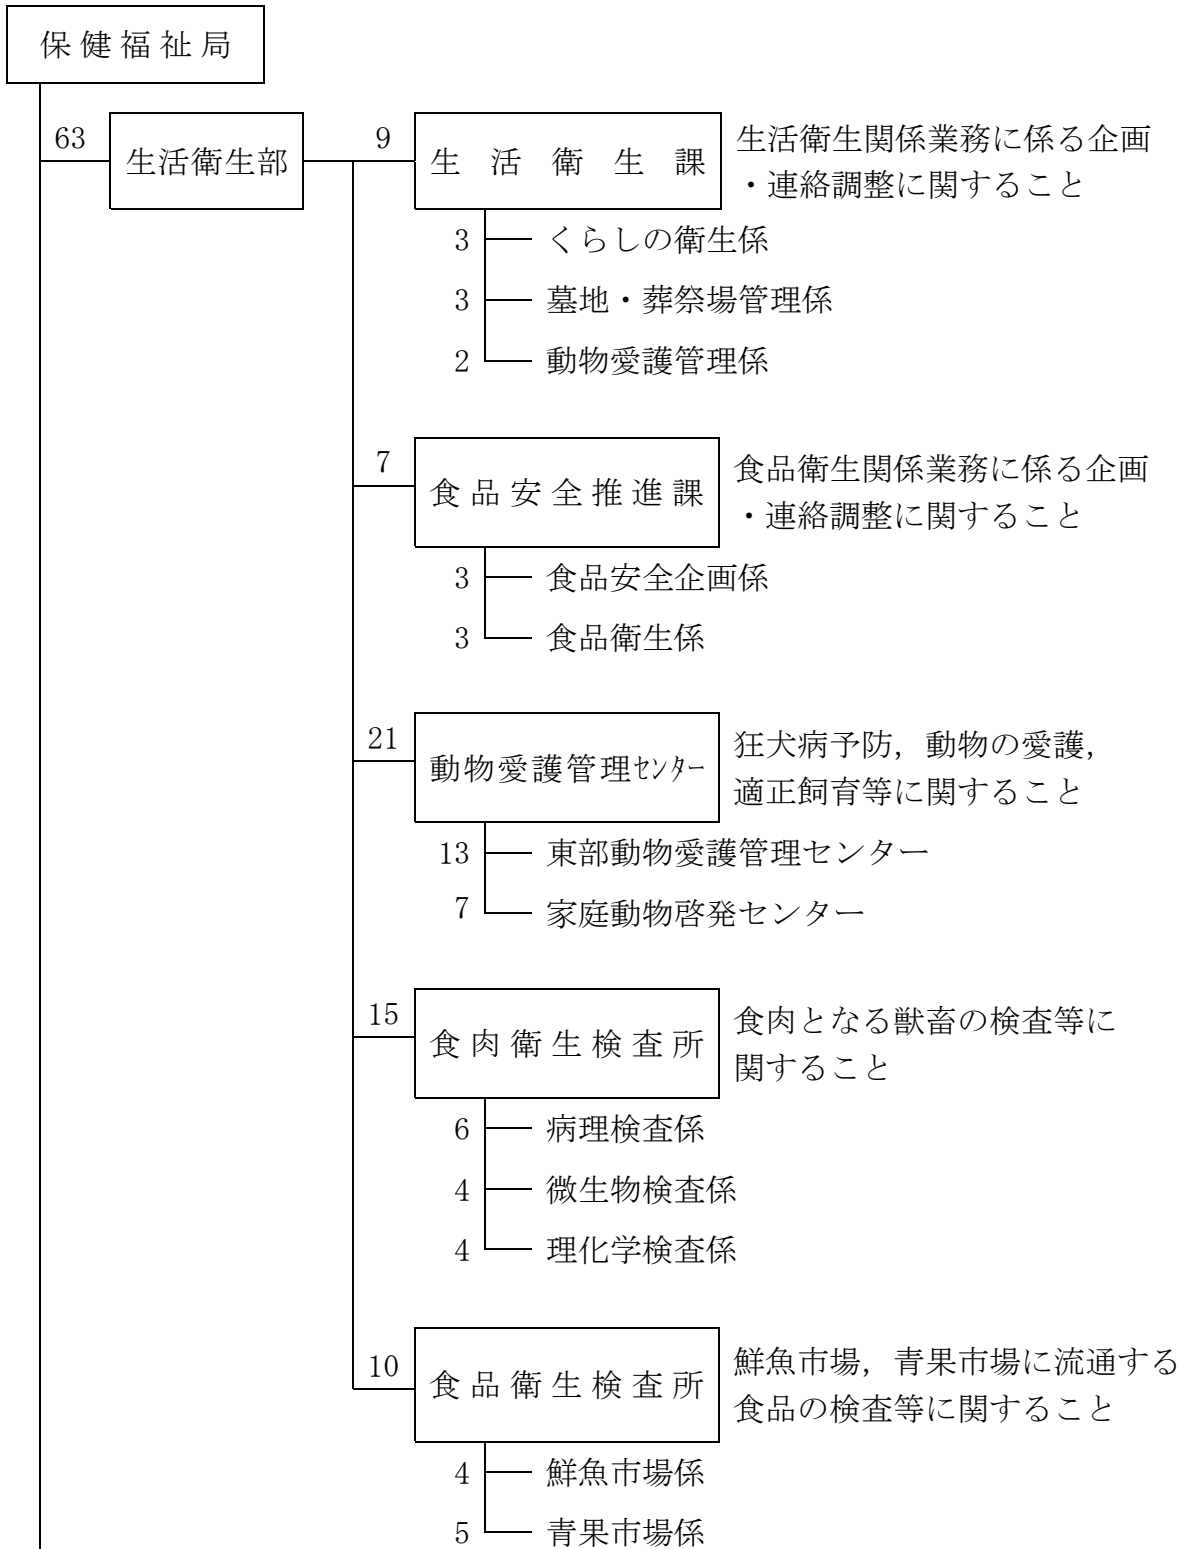 保健福祉局
63
生活衛生部
9
生活衛生課
生活衛生関係業務に係る企画
・連絡調整に関すること
3 くらしの衛生係
3 墓地・葬祭場管理係
2 動物愛護管理係
7
食品安全推進課
食品衛生関係業務に係る企画
・連絡調整に関すること
3 食品安全企画係
3 食品衛生係
21
動物愛護管理センター
狂犬病予防，動物の愛護，
適正飼育等に関すること
13 東部動物愛護管理センター
7 家庭動物啓発センター
15
食肉衛生検査所
食肉となる獣畜の検査等に
関すること
6 病理検査係
4 微生物検査係
4 理化学検査係
10
食品衛生検査所
鮮魚市場，青果市場に流通する
食品の検査等に関すること
4 鮮魚市場係
5 青果市場係